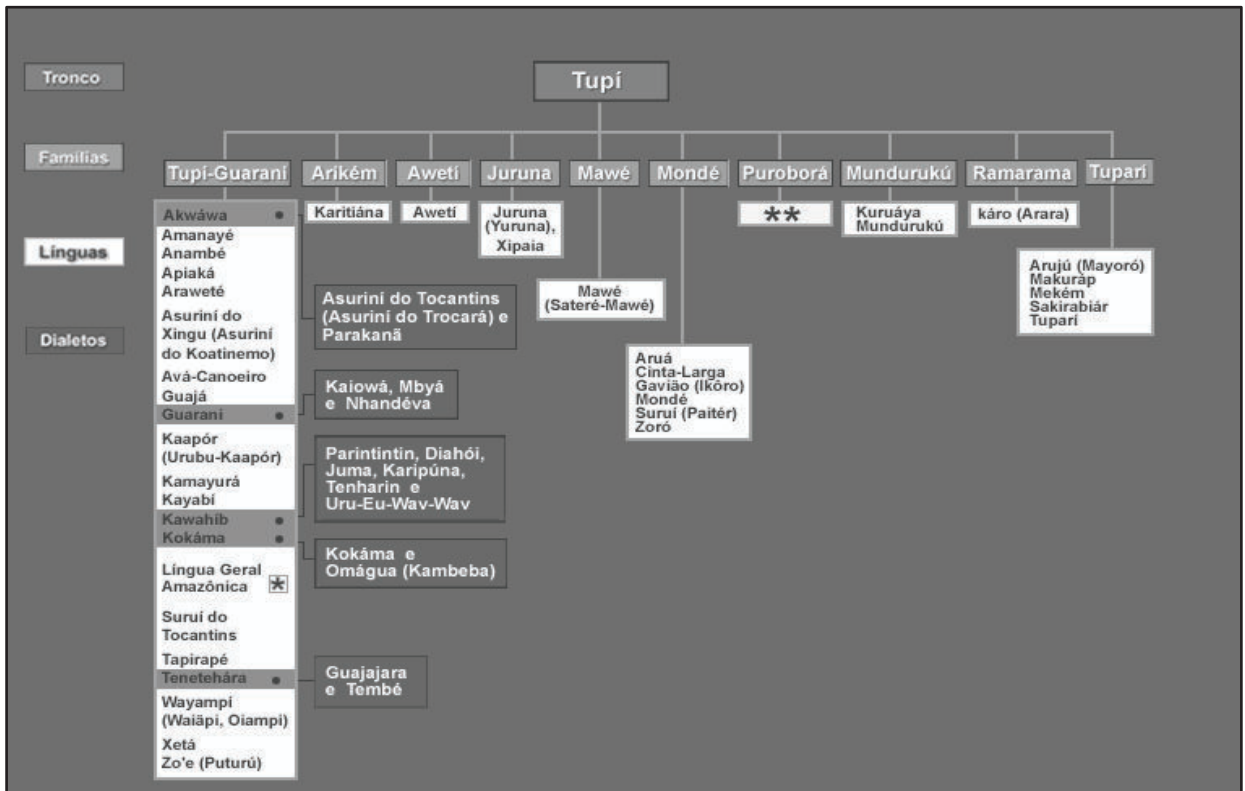 Tronco
Tupí
Famílias
Tupí-Guaraní
Arikém
Awetí
Juruna
Mawé
Mondé
Puroborá
Mundurukú
Ramarama
Tuparí
Línguas
Akwáwa
Amanayé
Anambé
Apiaká
Araweté
Asuriní do
Xingu (Asuriní
do Koatinemo)
Avá-Canoeiro
Guajá
Guarani
Kaapór
(Urubu-Kaapór)
Kamayurá
Kayabí
Kawahíb
Kokáma
Língua Geral
Amazônica *
Suruí do
Tocantins
Tapirapé
Tenetehára
Wayampí
(Waiãpi, Oiampi)
Xetá
Zo'e (Puturú)
Karitiána
Awetí
Juruna
(Yuruna),
Xipaia
Mawé
(Sateré-Mawé)
Aruá
Cinta-Larga
Gavião (Ikôro)
Mondé
Suruí (Paitér)
Zoró
**
Kuruáya
Mundurukú
káro (Arara)
Arujú (Mayoró)
Makuráp
Mekém
Sakirabiár
Tuparí
Dialetos
Asuriní do Tocantins
(Asuriní do Trocará) e
Parakanã
Kaiowá, Mbyá
e Nhandéva
Parintintin, Diahói,
Juma, Karipúna,
Tenharin e
Uru-Eu-Wav-Wav
Kokáma e
Omágua (Kambeba)
Guajajara
e Tembé